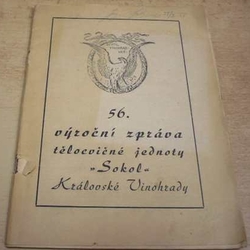 56.
výroční zpráva
tělocvičné jednoty
»Sokol«
Královské Vinohrady